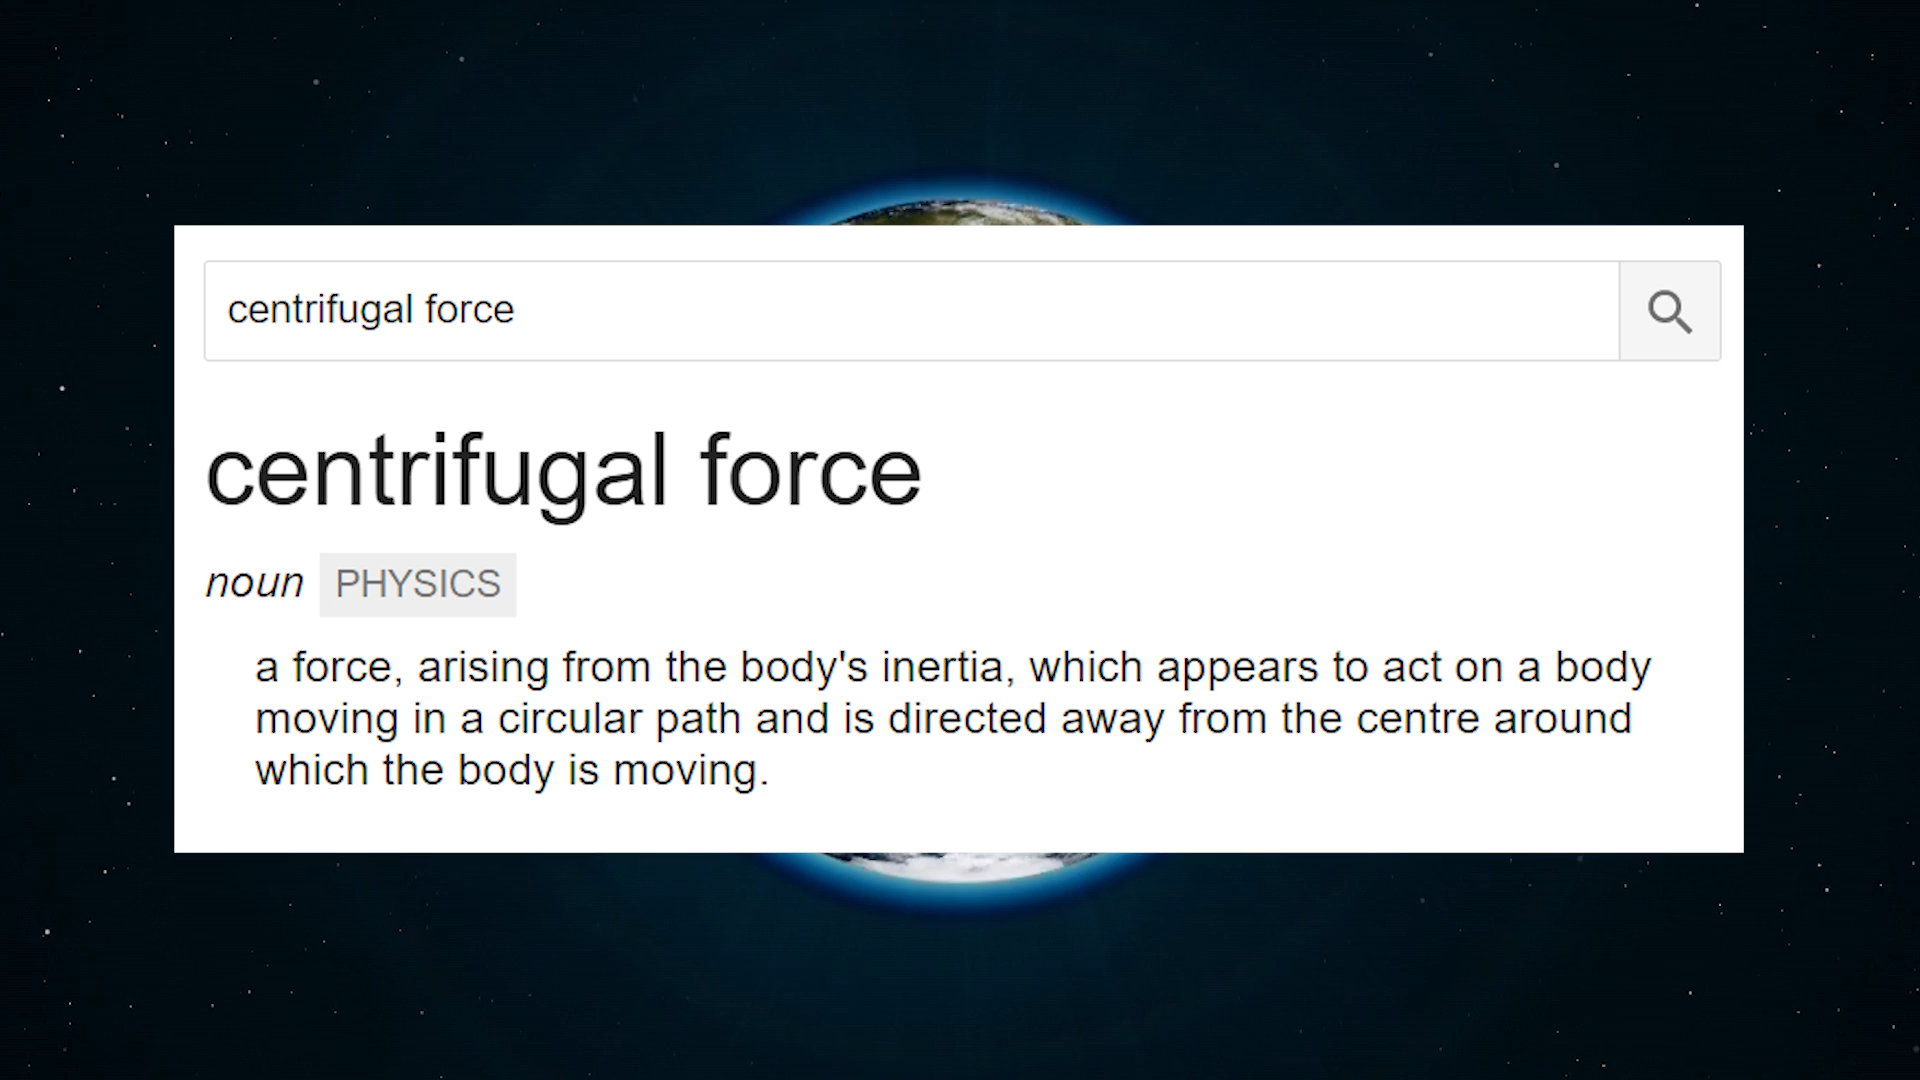 centrifugal force
centrifugal force
noun PHYSICS
a force, arising from the body's inertia, which appears to act on a body
moving in a circular path and is directed away from the centre around
which the body is moving.